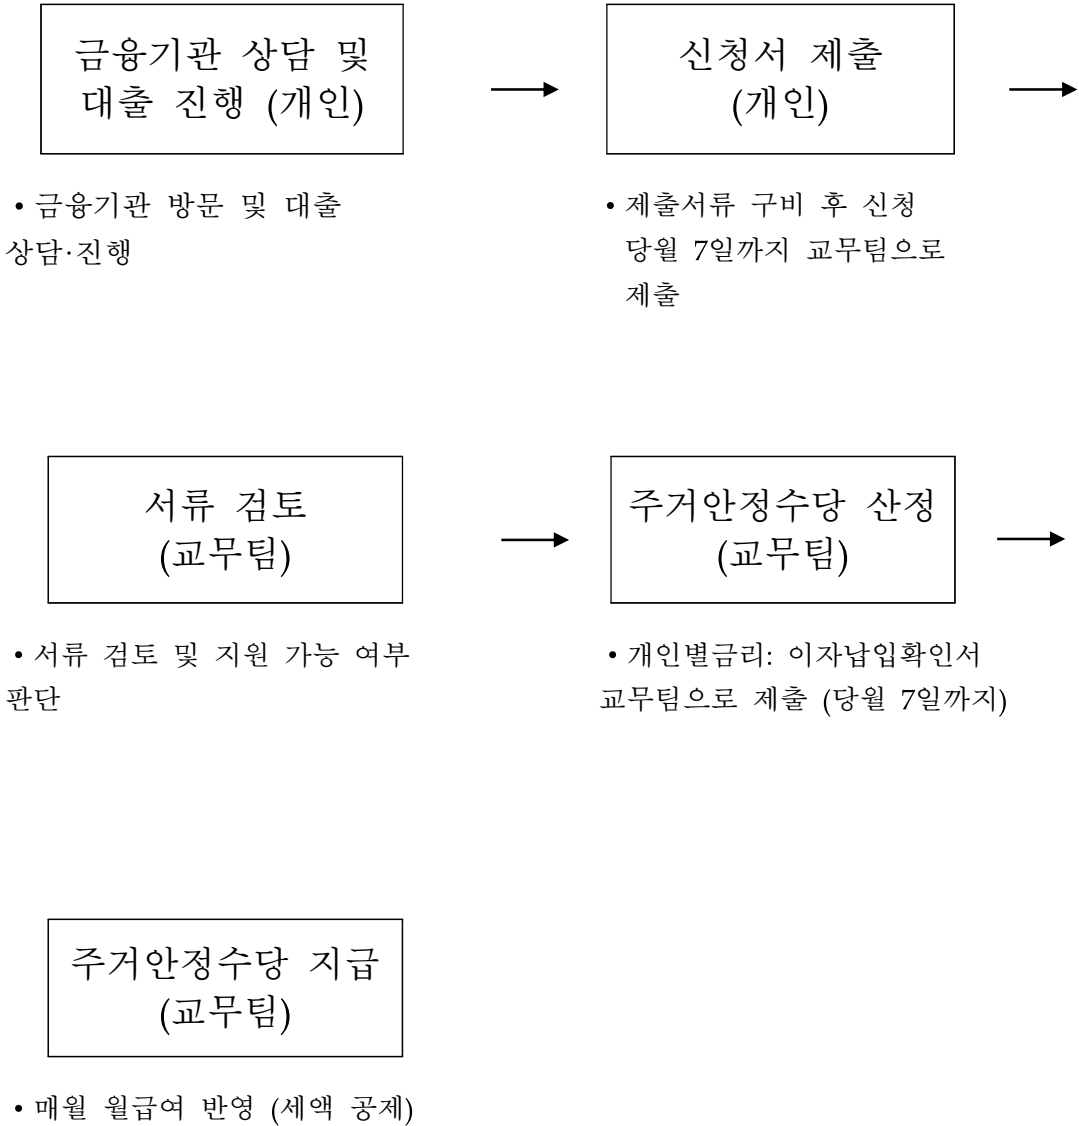 금융기관 상담 및
대출 진행 (개인)
신청서 제출
(개인)
• 금융기관 방문 및 대출
상담·진행
• 제출서류 구비 후 신청
당월 7일까지 교무팀으로
제출
서류 검토
(교무팀)
주거안정수당 산정
(교무팀)
• 서류 검토 및 지원 가능 여부
판단
• 개인별금리: 이자납입확인서
교무팀으로 제출 (당월 7일까지)
주거안정수당 지급
(교무팀)
• 매월 월급여 반영 (세액 공제)